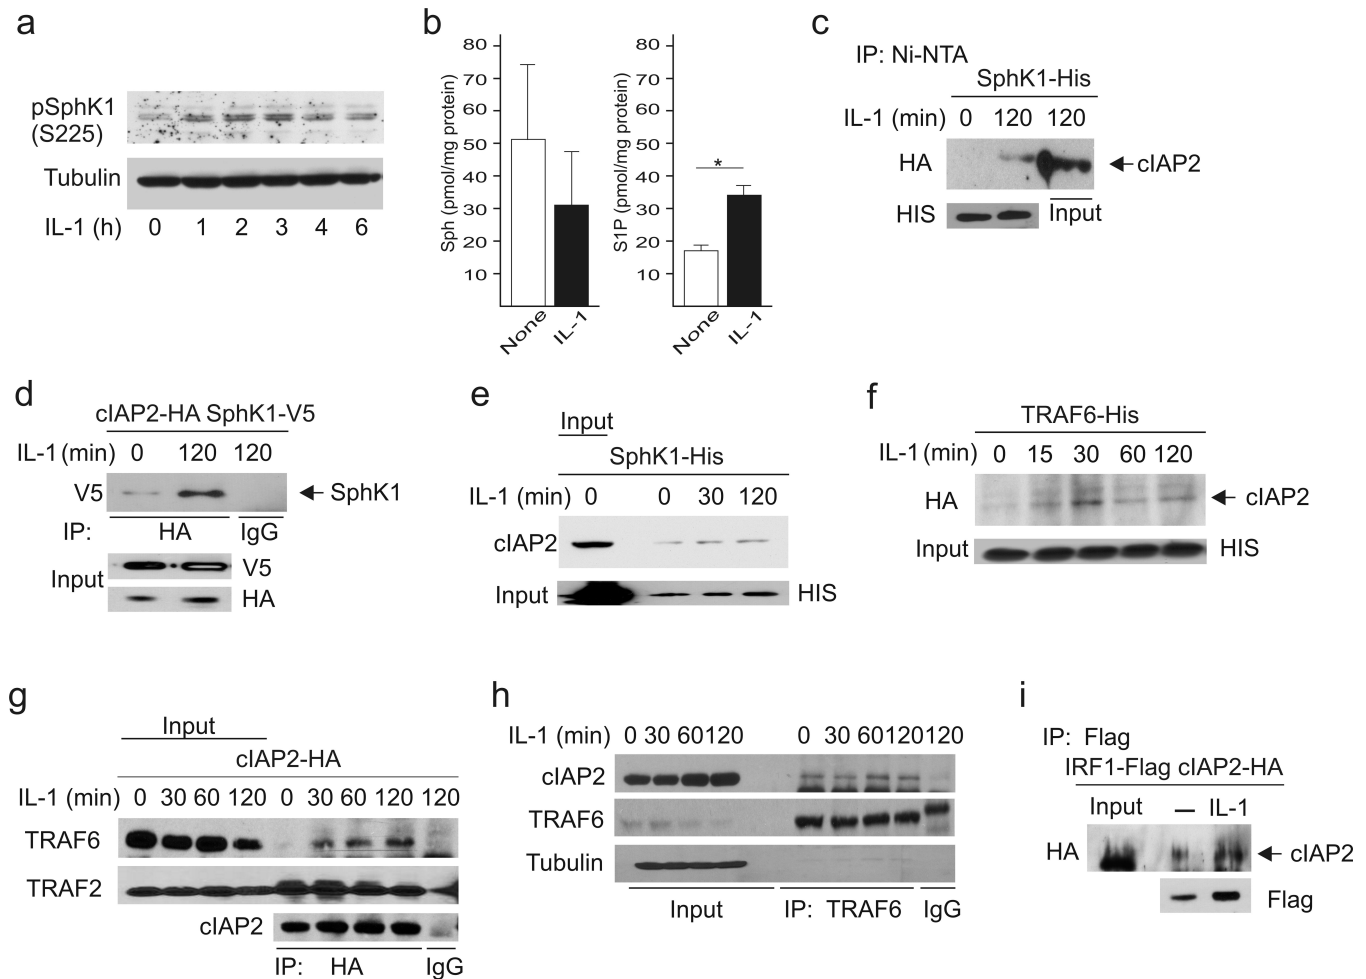 a
pSphK1
(S225)
Tubulin
IL-1 (h) 0 1 2 3 4 6
b
80
70
60
50
40
30
20
10
Sph (pmol/mg protein)
None
IL-1
80
70
60
50
40
30
20
10
S1P (pmol/mg protein)
*
None
IL-1
c
IP: Ni-NTA
SphK1-His
IL-1 (min) 0 120 120
HA
cIAP2
HIS
Input
d
cIAP2-HA SphK1-V5
IL-1 (min) 0 120 120
V5
SphK1
IP: HA IgG
Input
V5
HA
e
Input
SphK1-His
IL-1 (min) 0 0 30 120
cIAP2
Input
HIS
f
TRAF6-His
IL-1 (min) 0 15 30 60 120
HA
cIAP2
Input
HIS
g
Input
cIAP2-HA
IL-1 (min) 0 30 60 120 0 30 60 120 120
TRAF6
TRAF2
cIAP2
IP: HA IgG
h
IL-1 (min) 0 30 60 120 0 30 60 120 120
cIAP2
TRAF6
Tubulin
Input
IP: TRAF6 IgG
i
IP: Flag
IRF1-Flag cIAP2-HA
Input – IL-1
HA
cIAP2
Flag